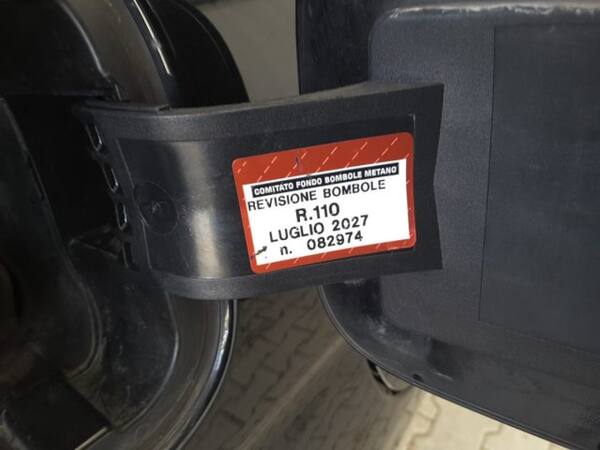 COMITATO FONDO BOMBOLE METANO
REVISIONE BOMBOLE
R.110
LUGLIO 2027
n. 082974